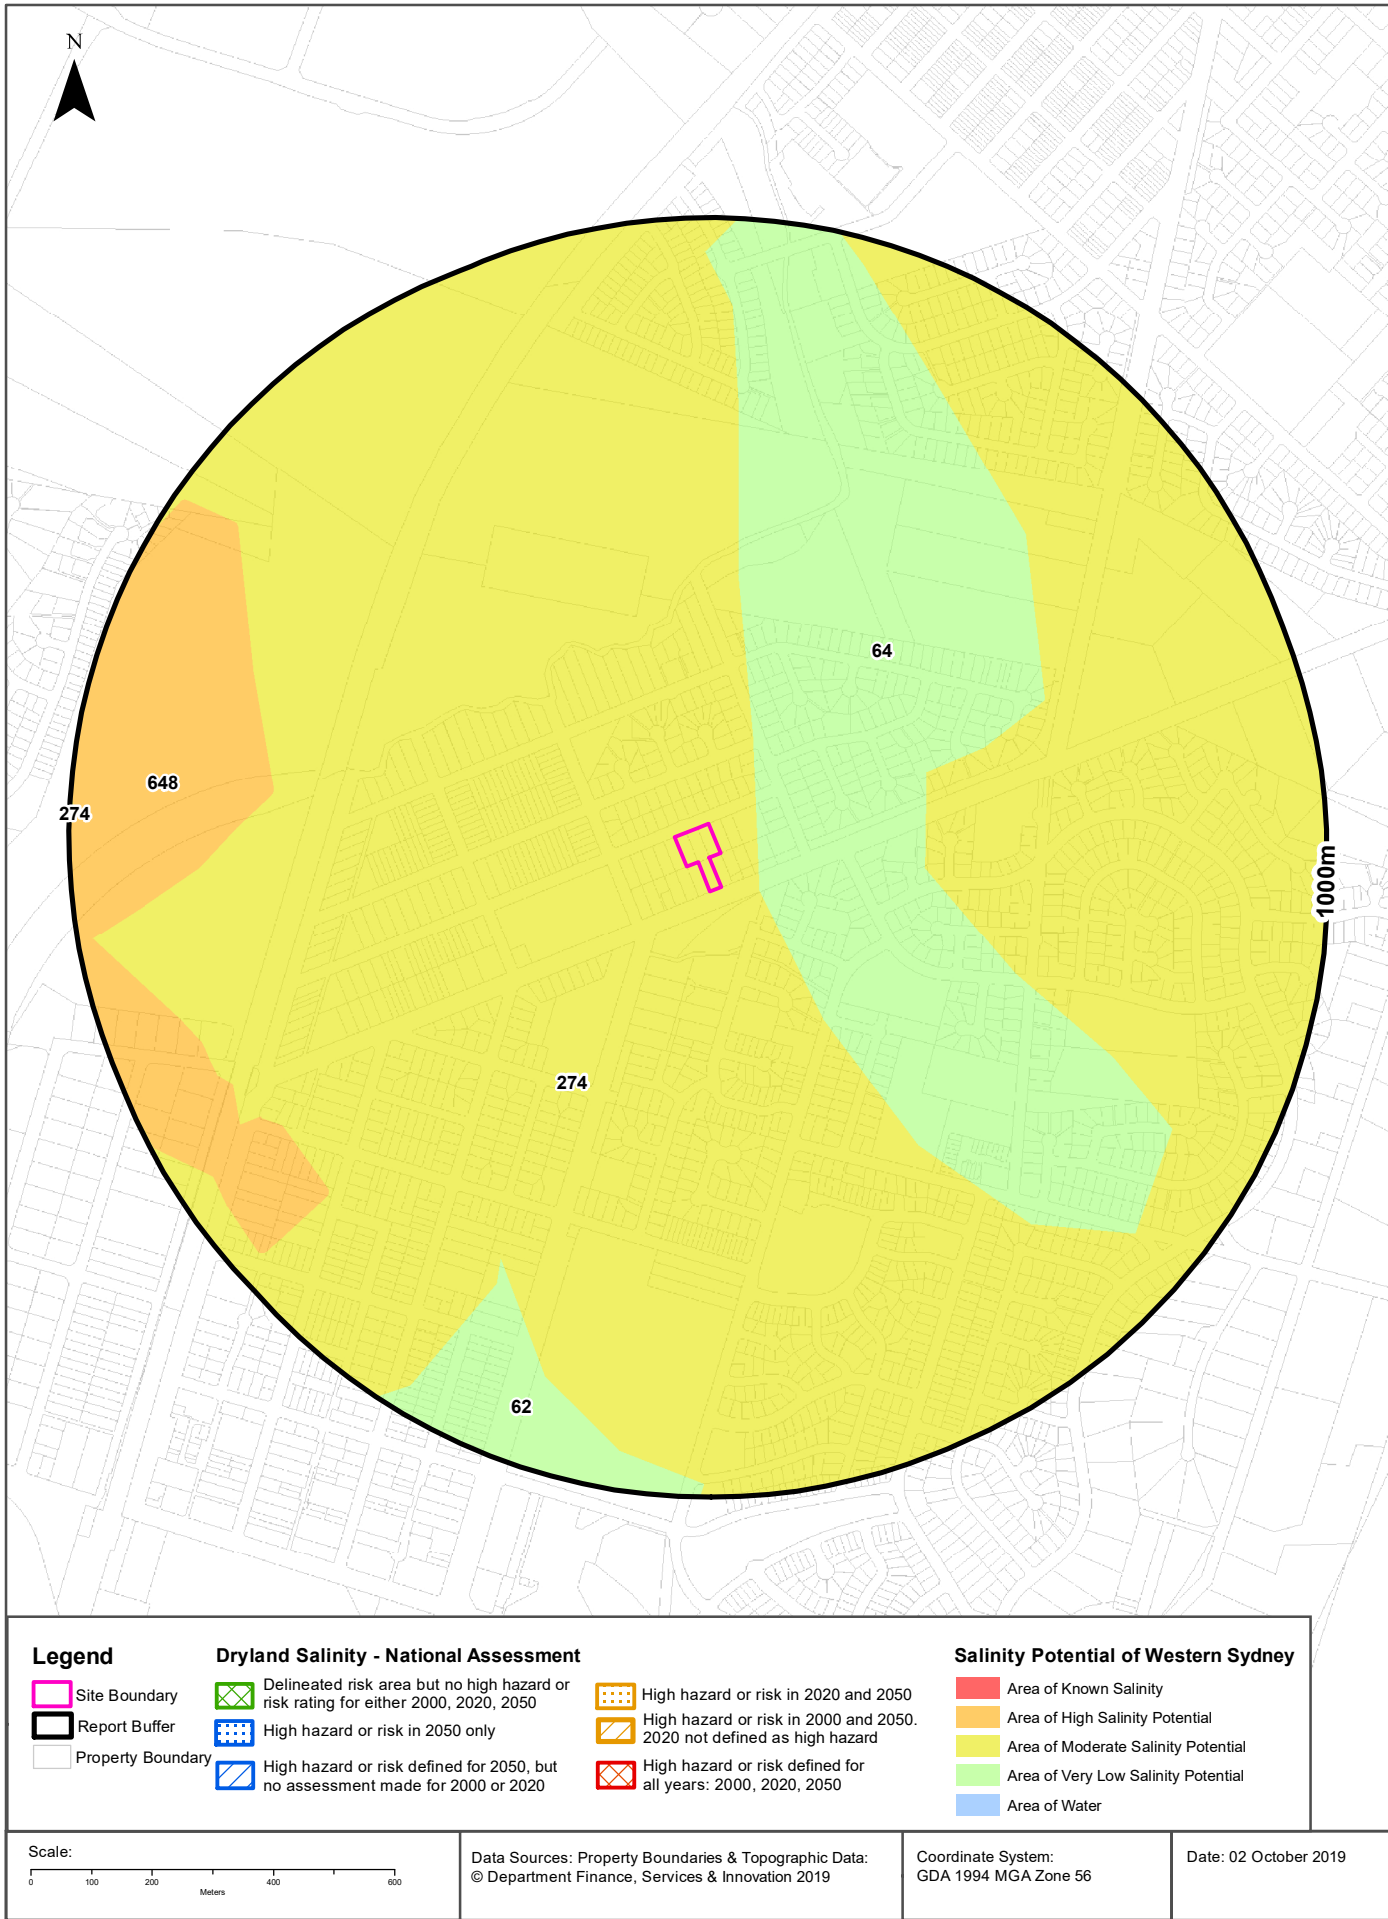 N
64
648
274
1000m
274
62
Legend
Site Boundary
Report Buffer
Property Boundary
Dryland Salinity - National Assessment
Delineated risk area but no high hazard or
risk rating for either 2000, 2020, 2050
High hazard or risk in 2050 only
High hazard or risk defined for 2050, but
no assessment made for 2000 or 2020
High hazard or risk in 2020 and 2050
High hazard or risk in 2000 and 2050.
2020 not defined as high hazard
High hazard or risk defined for
all years: 2000, 2020, 2050
Salinity Potential of Western Sydney
Area of Known Salinity
Area of High Salinity Potential
Area of Moderate Salinity Potential
Area of Very Low Salinity Potential
Area of Water
Scale:
0 100 200 400 600
Meters
Data Sources: Property Boundaries & Topographic Data:
© Department Finance, Services & Innovation 2019
Coordinate System:
GDA 1994 MGA Zone 56
Date: 02 October 2019